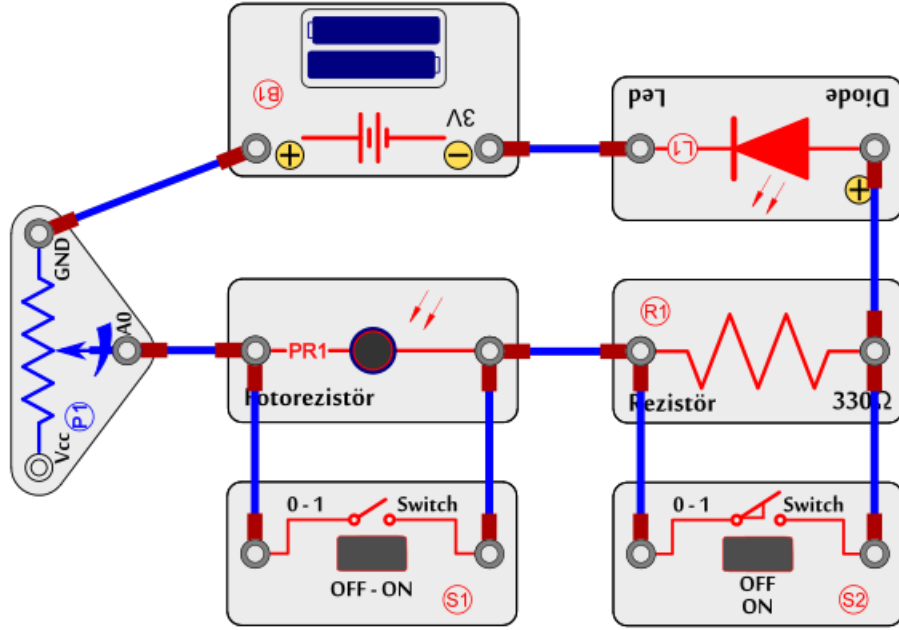 B1
3V
Led
Diode
L1
GND
A0
P1
Vcc
PR1
Fotorezistör
R1
Rezistör
330Ω
0 - 1
Switch
OFF - ON
S1
0 - 1
Switch
OFF
ON
S2